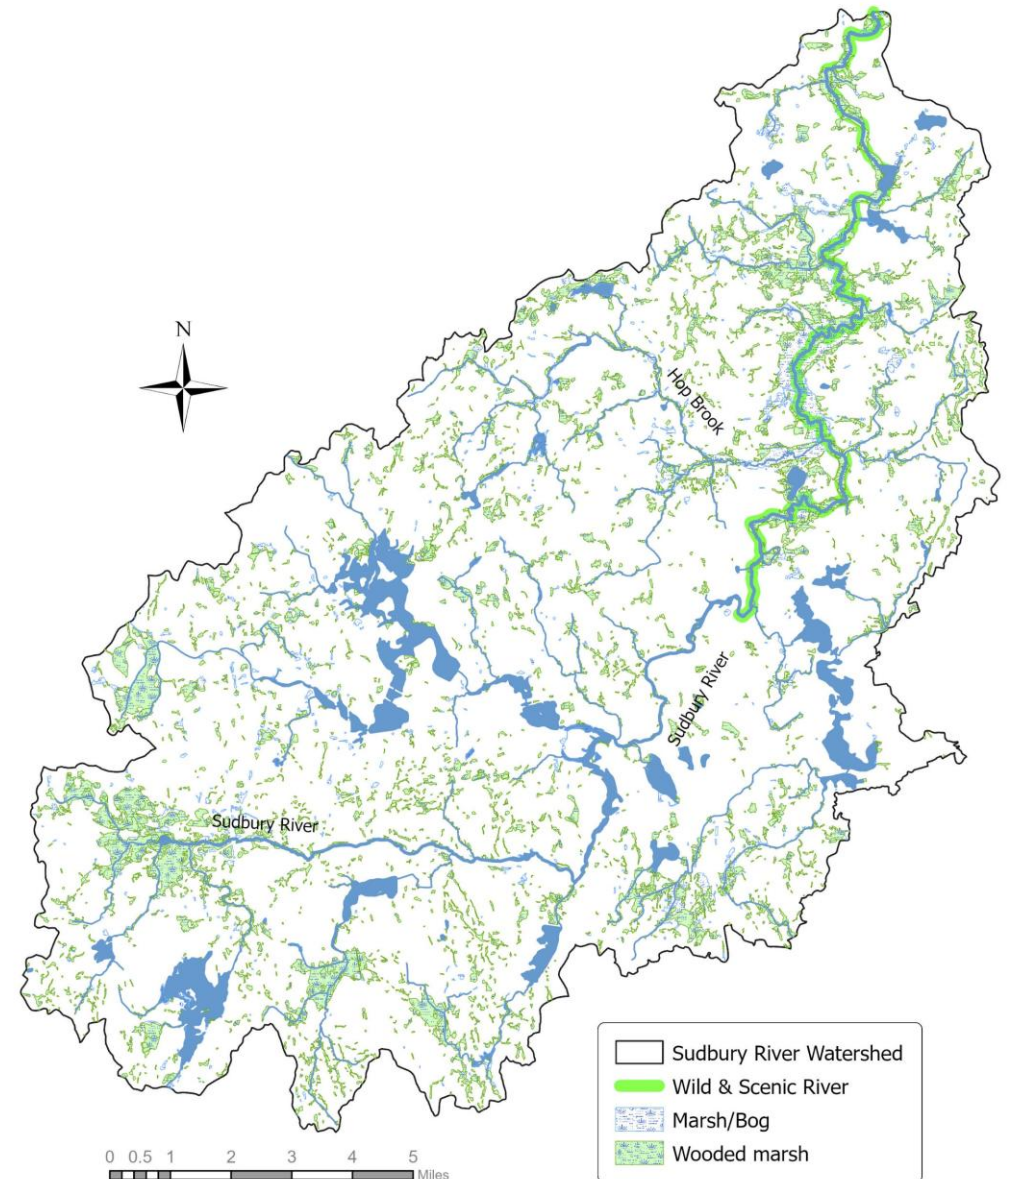 N
Hop Brook
Sudbury River
Sudbury River
Sudbury River Watershed
Wild & Scenic River
Marsh/Bog
Wooded marsh
0 0.5 1 2 3 4 5
Miles